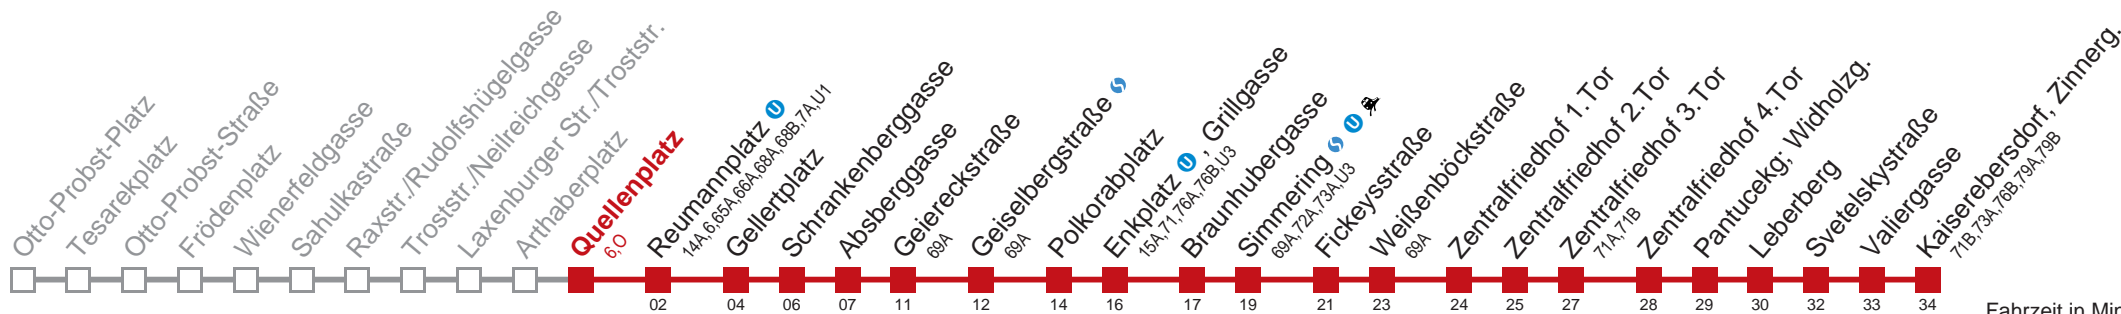 Otto-Probst-Platz
Tesarekplatz
Otto-Probst-Straße
Frödenplatz
Wienerfeldgasse
Sahulkastraße
Raxstr./Rudolfshügelgasse
Troststr./Neilreichgasse
Laxenburger Str./Troststr.
Arthaberplatz
Quellenplatz
6,O
Reumannplatz U
14A,6,65A,66A,68A,68B,7A,U1
Gellertplatz
Schrankenberggasse
Absberggasse
Geiereckstraße
69A
Geiselbergstraße
69A
Polkorabplatz
Enkplatz U , Grillgasse
15A,71,76A,76B,U3
Braunhubergasse
Simmering U
69A,72A,73A,U3
Fickeysstraße
Weißenböckstraße
69A
Zentralfriedhof 1.Tor
Zentralfriedhof 2.Tor
Zentralfriedhof 3.Tor
71A,71B
Zentralfriedhof 4.Tor
Pantucekg; Widholzg.
Leberberg
Svetelskystraße
Valiergasse
Kaiserebersdorf, Zinnerg.
71B,73A,76B,79A,79B
02 04 06 07 11 12 14 16 17 19 21 23 24 25 27 28 29 30 32 33 34
Fahrzeit in Min